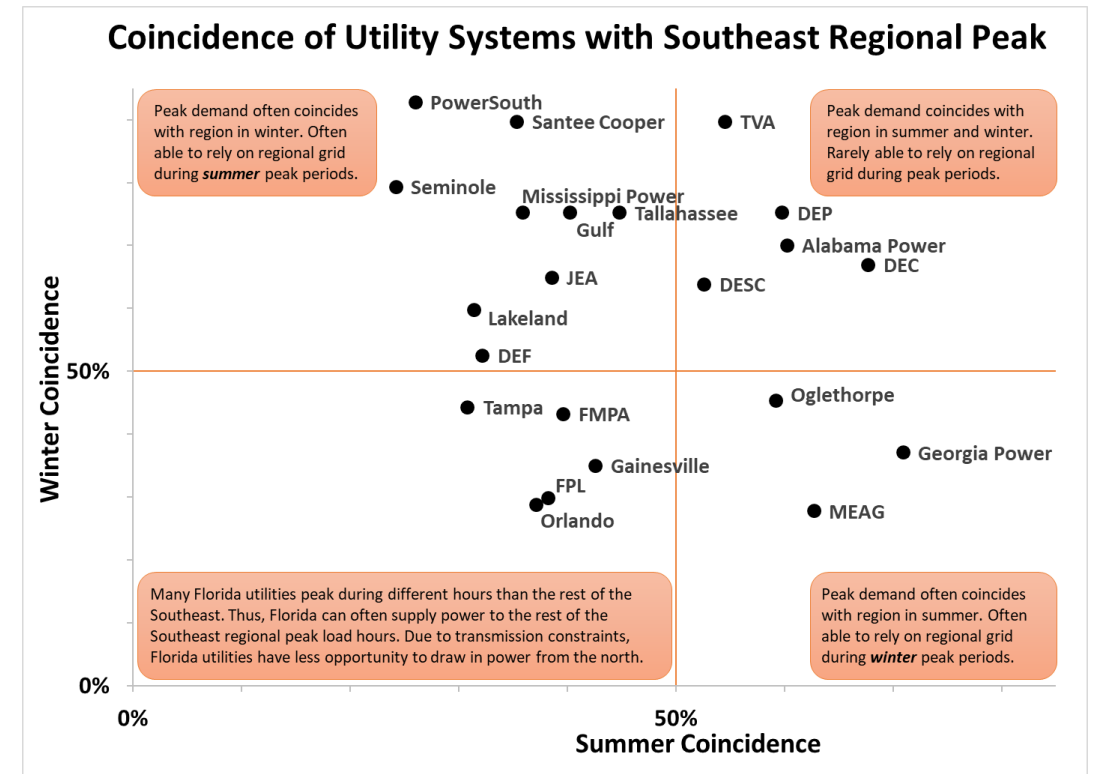 Coincidence of Utility Systems with Southeast Regional Peak
Peak demand often coincides
with region in winter. Often
able to rely on regional grid
during summer peak periods.
Peak demand coincides with
region in summer and winter.
Rarely able to rely on regional
grid during peak periods.
PowerSouth
Santee Cooper
TVA
Seminole
Mississippi Power
Tallahassee
Gulf
DEP
Alabama Power
DEC
JEA
DESC
Lakeland
DEF
Winter Coincidence
50%
Tampa
FMPA
Oglethorpe
Gainesville
Georgia Power
FPL
Orlando
MEAG
Many Florida utilities peak during different hours than the rest of the
Southeast. Thus, Florida can often supply power to the rest of the
Southeast regional peak load hours. Due to transmission constraints,
Florida utilities have less opportunity to draw in power from the north.
Peak demand often coincides
with region in summer. Often
able to rely on regional grid
during winter peak periods.
0%
0%
50%
Summer Coincidence